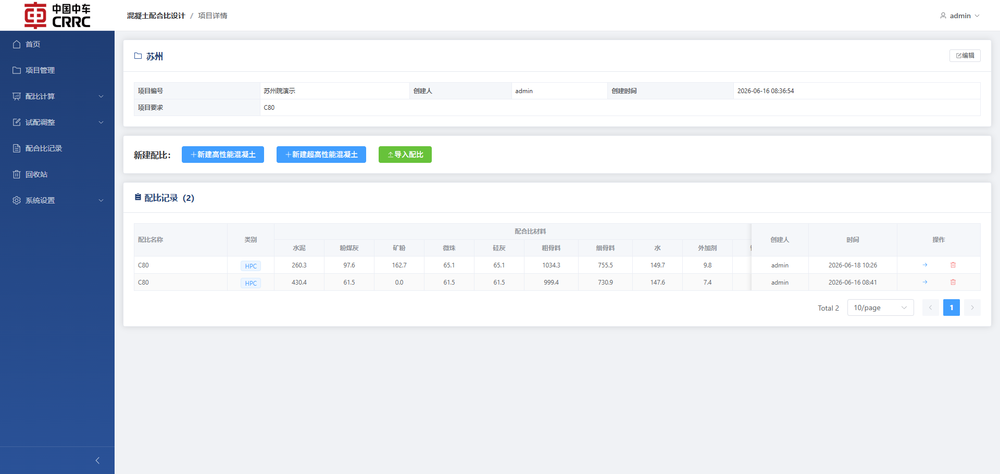 中国中车
CRRC
混凝土配合比设计 / 项目详情
admin
首页
项目管理
配比计算
试配调整
配合比记录
回收站
系统设置
苏州
编辑
项目编号 苏州院演示 创建人 admin 创建时间 2026-06-16 08:36:54
项目要求 C80
新建配比： 新建高性能混凝土 新建超高性能混凝土 导入配比
配比记录 (2)
配比名称 类别 配合比材料 创建人 时间 操作
水泥 粉煤灰 矿粉 微珠 硅灰 粗骨料 细骨料 水 外加剂
C80 HPC 260.3 97.6 162.7 65.1 65.1 1034.3 755.5 149.7 9.8 admin 2026-06-18 10:26
C80 HPC 430.4 61.5 0.0 61.5 61.5 999.4 730.9 147.6 7.4 admin 2026-06-16 08:41
Total 2 10/page 1